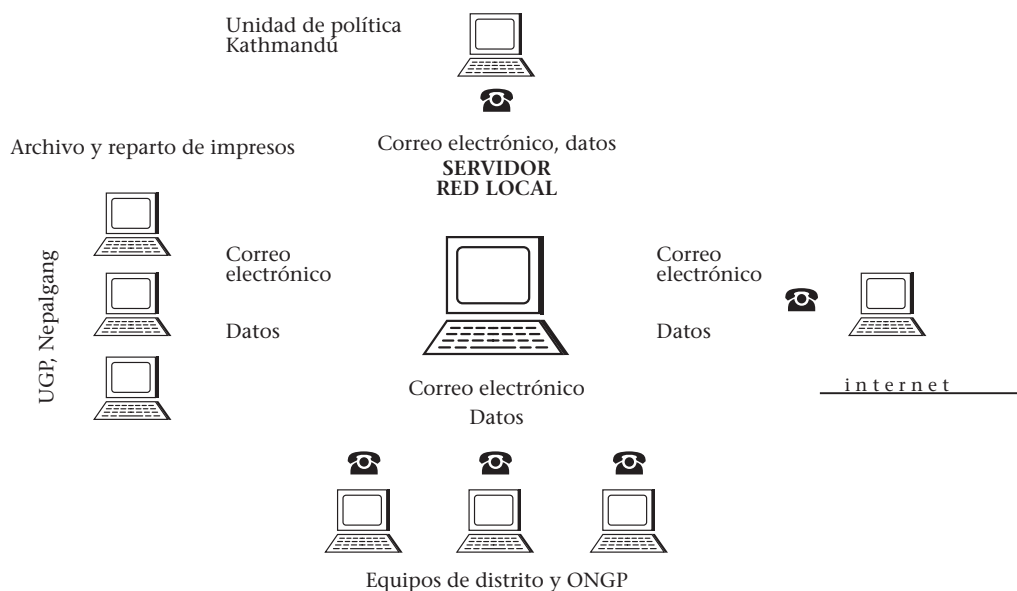 Unidad de política
Kathmandú
Archivo y reparto de impresos
Correo electrónico, datos
SERVIDOR
RED LOCAL
UGP, Nepalgang
Correo
electrónico
Datos
Correo
electrónico
Datos
internet
Correo electrónico
Datos
Equipos de distrito y ONGP